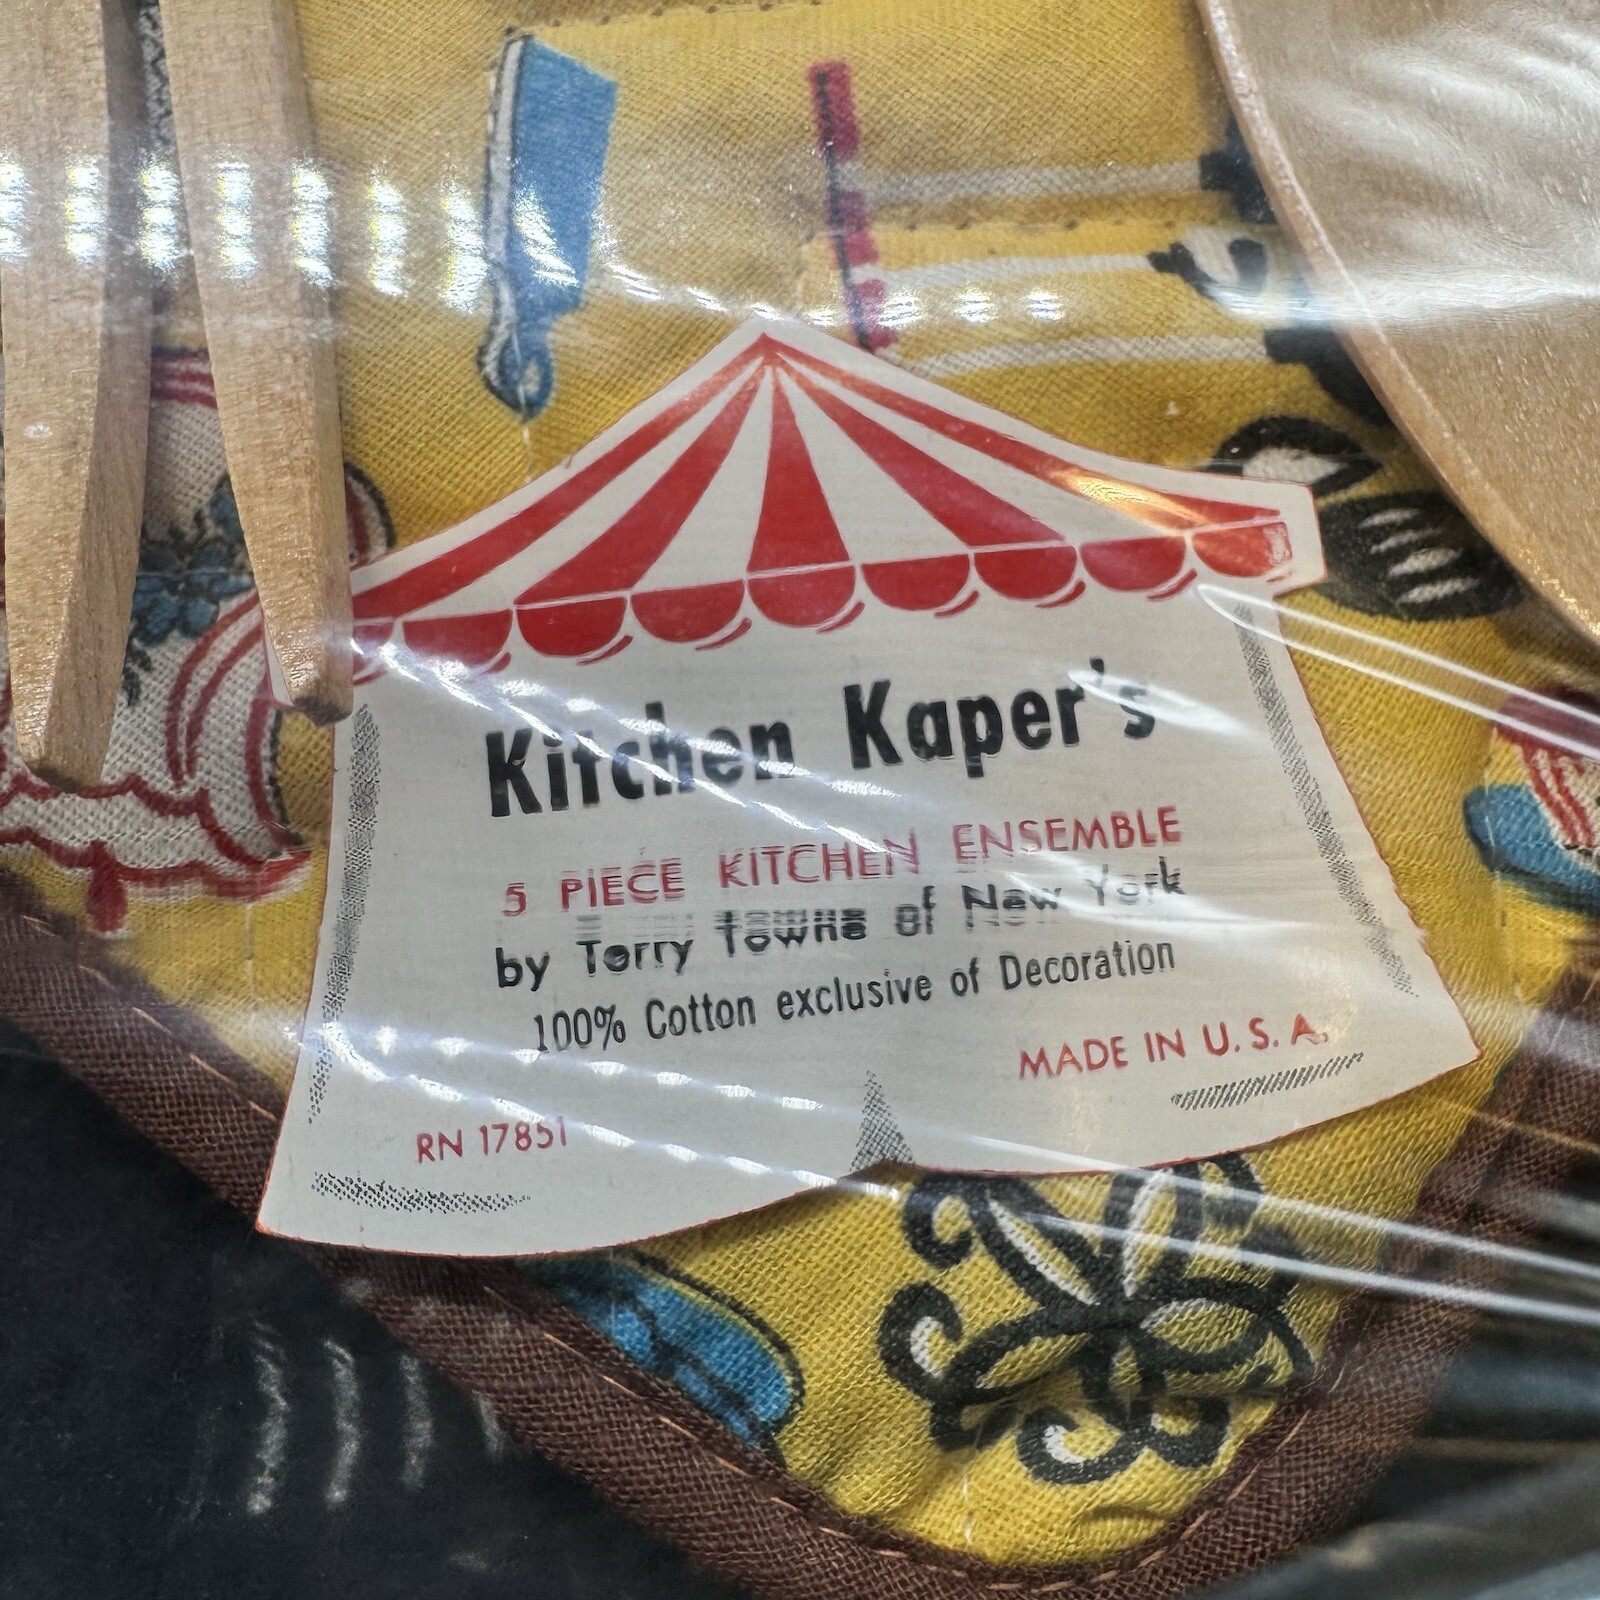 Kitchen Kaper's
5 PIECE KITCHEN ENSEMBLE
by Terry Towns of New York
100% Cotton exclusive of Decoration
MADE IN U.S.A.
RN 17851